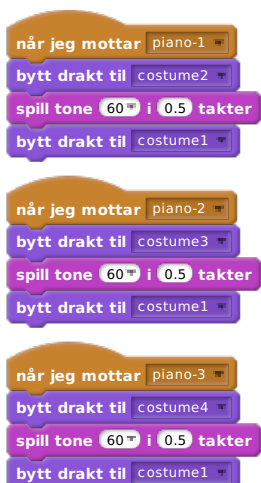 når jeg mottar piano-1
bytt drakt til costume2
spill tone 60 i 0.5 takter
bytt drakt til costume1
når jeg mottar piano-2
bytt drakt til costume3
spill tone 60 i 0.5 takter
bytt drakt til costume1
når jeg mottar piano-3
bytt drakt til costume4
spill tone 60 i 0.5 takter
bytt drakt til costume1